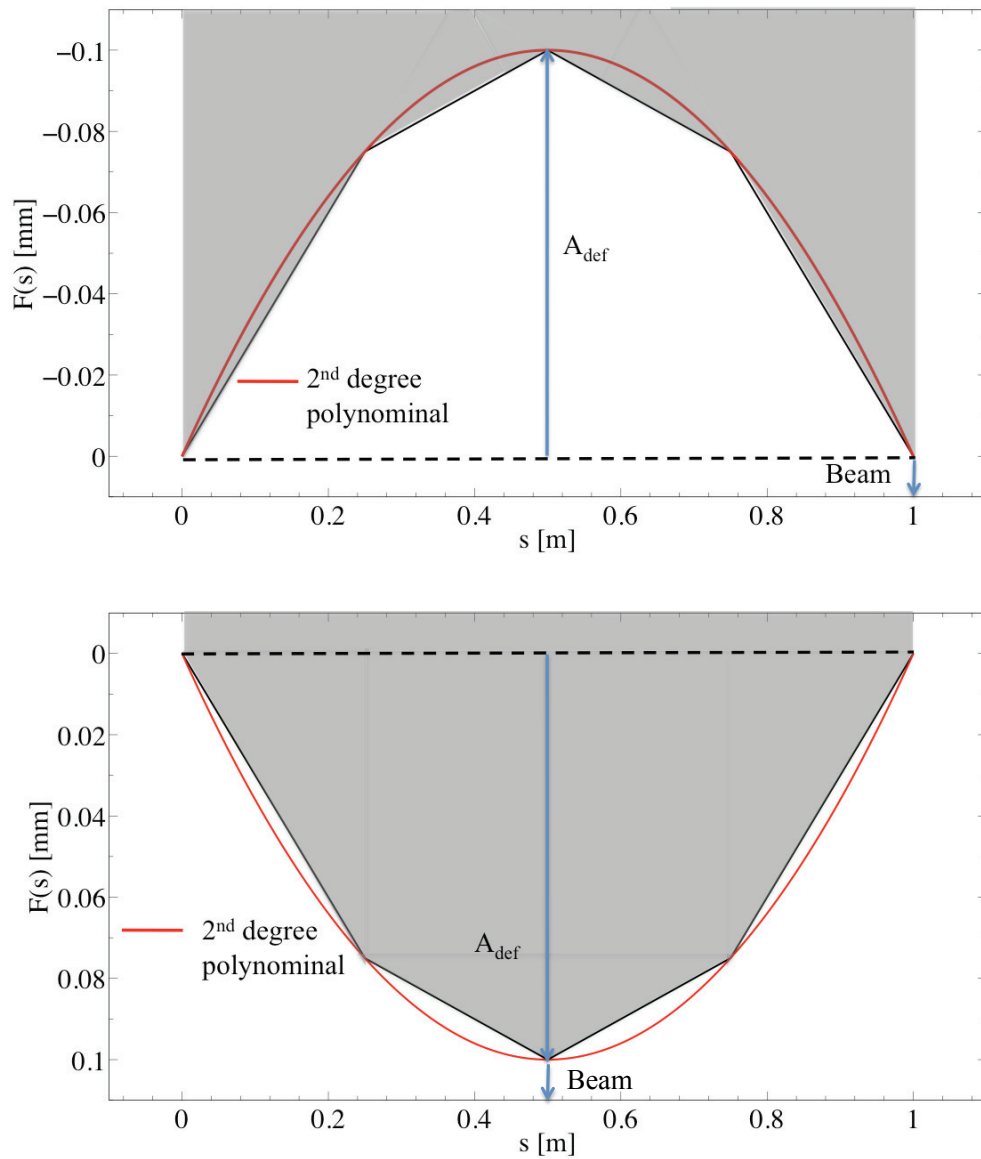 −0.1
−0.08
−0.06
−0.04
−0.02
0
F(s) [mm]
A_def
2nd degree
polynominal
Beam
0 0.2 0.4 0.6 0.8 1
s [m]
0
0.02
0.04
0.06
0.08
0.1
F(s) [mm]
2nd degree
polynominal
A_def
Beam
0 0.2 0.4 0.6 0.8 1
s [m]